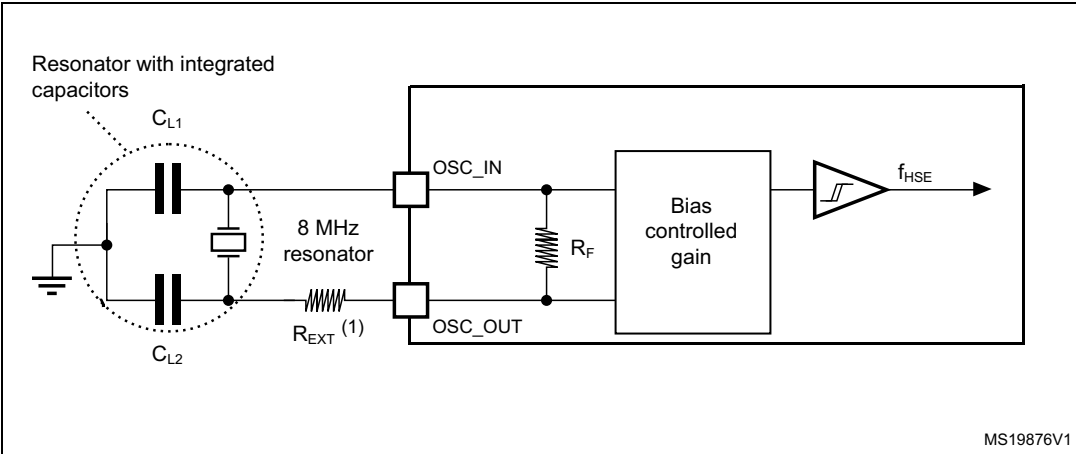 Resonator with integrated
capacitors
CL1
OSC_IN
fHSE
8 MHz
resonator
RF
Bias
controlled
gain
REXT (1)
OSC_OUT
CL2
MS19876V1